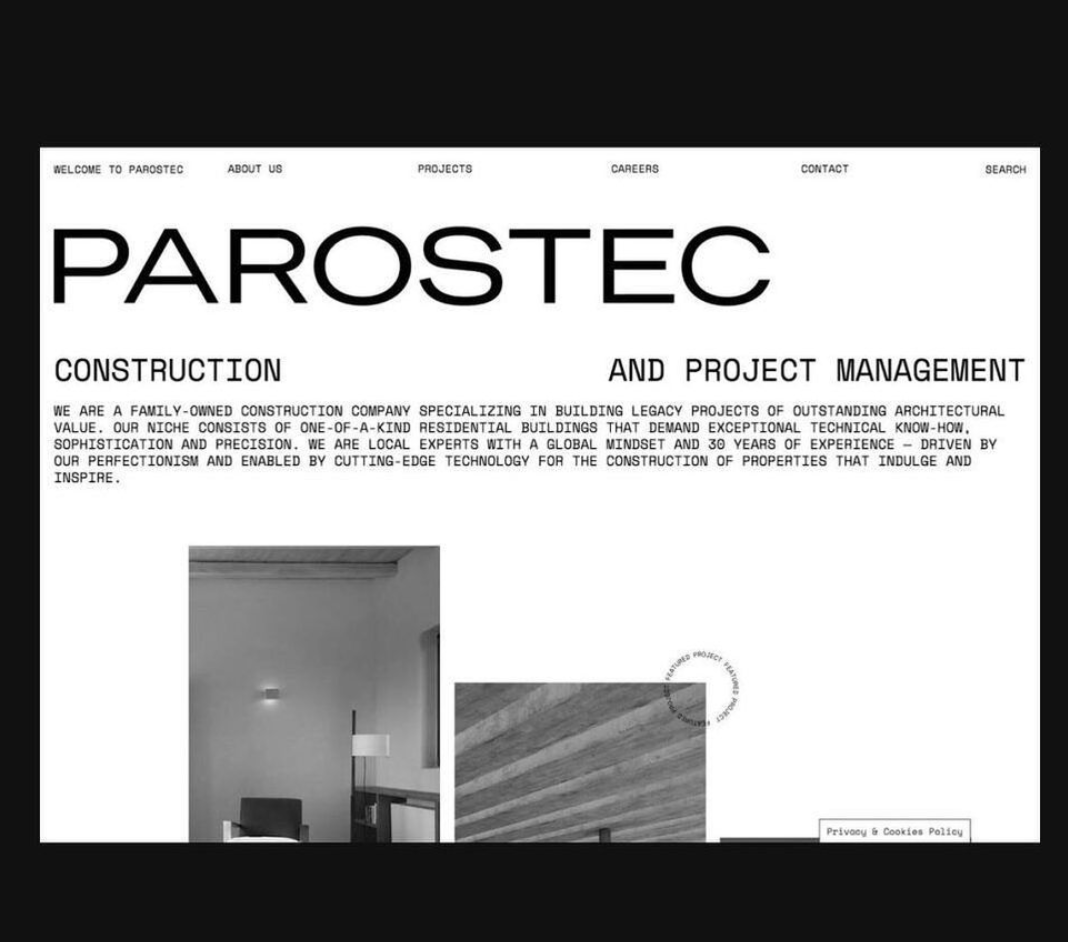 WELCOME TO PAROSTEC ABOUT US PROJECTS CAREERS CONTACT SEARCH
PAROSTEC
CONSTRUCTION AND PROJECT MANAGEMENT
WE ARE A FAMILY-OWNED CONSTRUCTION COMPANY SPECIALIZING IN BUILDING LEGACY PROJECTS OF OUTSTANDING ARCHITECTURAL
VALUE. OUR NICHE CONSISTS OF ONE-OF-A-KIND RESIDENTIAL BUILDINGS THAT DEMAND EXCEPTIONAL TECHNICAL KNOW-HOW,
SOPHISTICATION AND PRECISION. WE ARE LOCAL EXPERTS WITH A GLOBAL MINDSET AND 30 YEARS OF EXPERIENCE — DRIVEN BY
OUR PERFECTIONISM AND ENABLED BY CUTTING-EDGE TECHNOLOGY FOR THE CONSTRUCTION OF PROPERTIES THAT INDULGE AND
INSPIRE.
FEATURED PROJECT FEATURED PROJECT FEATURED PROJECT
Privacy & Cookies Policy